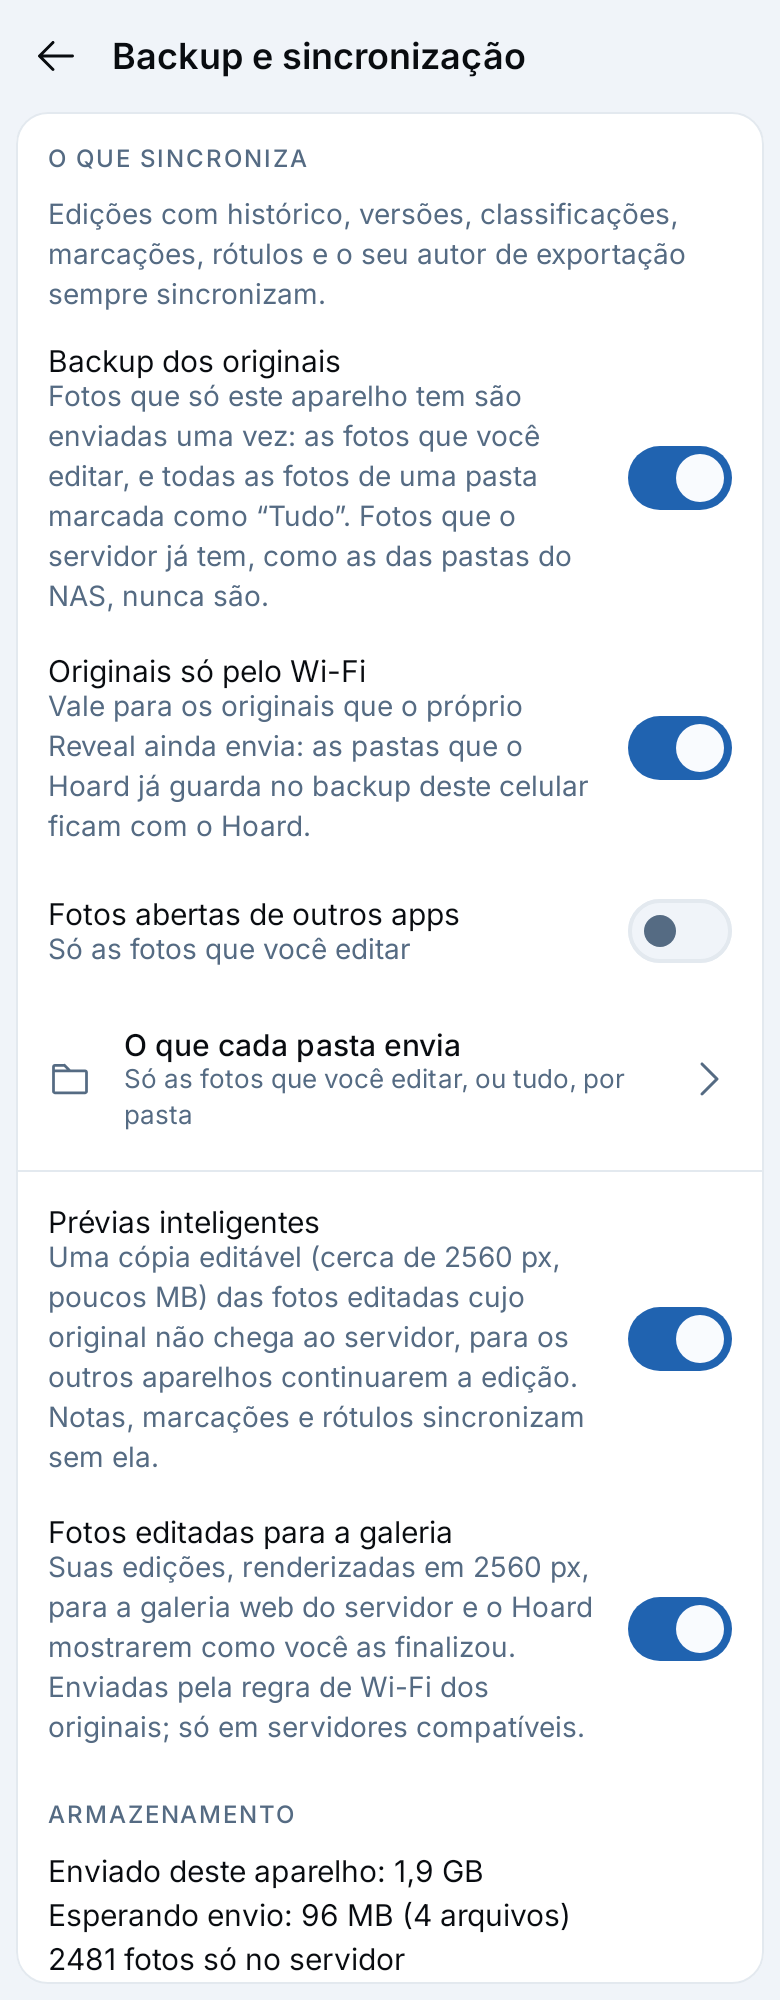 Backup e sincronização
O QUE SINCRONIZA
Edições com histórico, versões, classificações,
marcações, rótulos e o seu autor de exportação
sempre sincronizam.
Backup dos originais
Fotos que só este aparelho tem são
enviadas uma vez: as fotos que você
editar, e todas as fotos de uma pasta
marcada como “Tudo”. Fotos que o
servidor já tem, como as das pastas do
NAS, nunca são.
Originais só pelo Wi-Fi
Vale para os originais que o próprio
Reveal ainda envia: as pastas que o
Hoard já guarda no backup deste celular
ficam com o Hoard.
Fotos abertas de outros apps
Só as fotos que você editar
O que cada pasta envia
Só as fotos que você editar, ou tudo, por
pasta
Prévias inteligentes
Uma cópia editável (cerca de 2560 px,
poucos MB) das fotos editadas cujo
original não chega ao servidor, para os
outros aparelhos continuarem a edição.
Notas, marcações e rótulos sincronizam
sem ela.
Fotos editadas para a galeria
Suas edições, renderizadas em 2560 px,
para a galeria web do servidor e o Hoard
mostrarem como você as finalizou.
Enviadas pela regra de Wi-Fi dos
originais; só em servidores compatíveis.
ARMAZENAMENTO
Enviado deste aparelho: 1,9 GB
Esperando envio: 96 MB (4 arquivos)
2481 fotos só no servidor